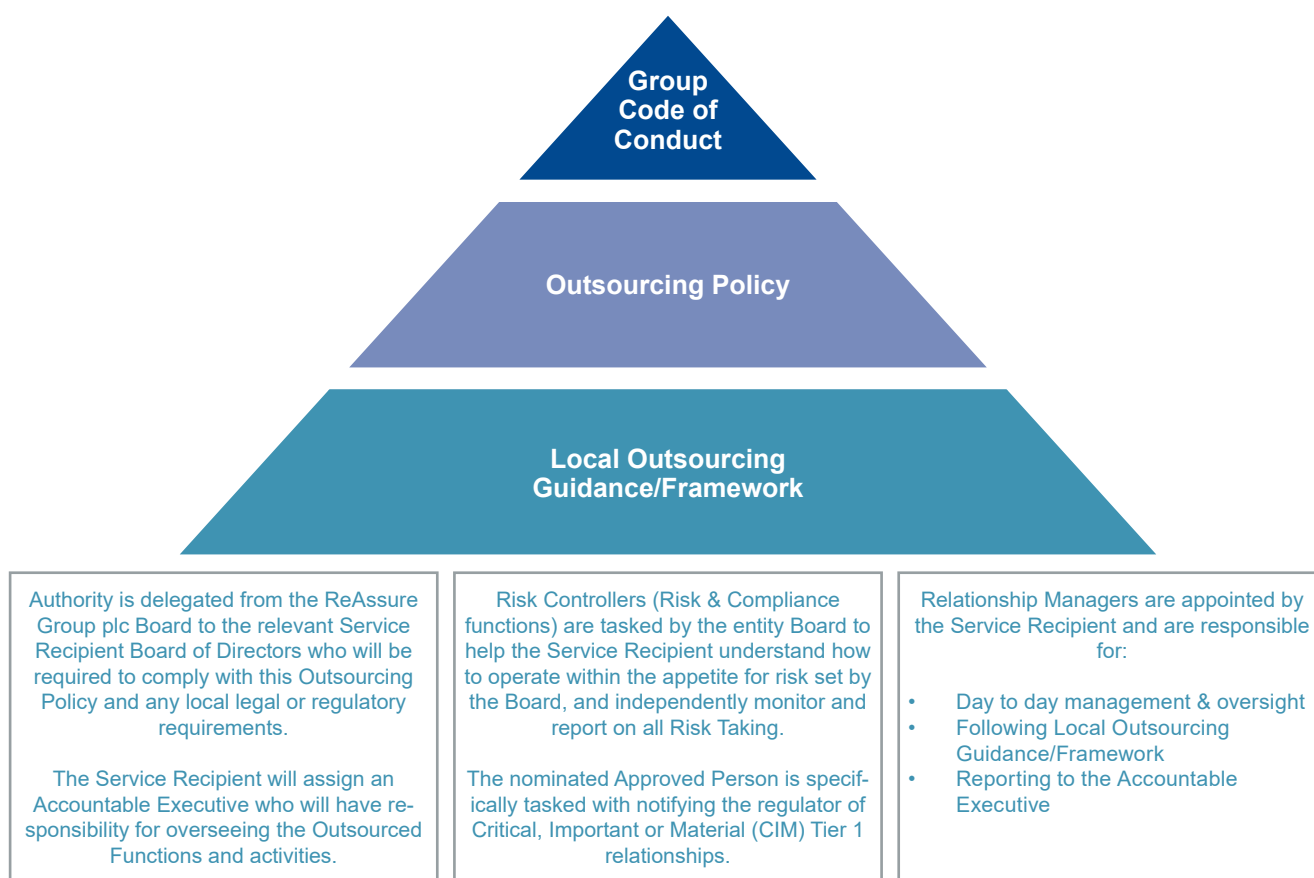 Group
Code of
Conduct
Outsourcing Policy
Local Outsourcing
Guidance/Framework
Authority is delegated from the ReAssure
Group plc Board to the relevant Service
Recipient Board of Directors who will be
required to comply with this Outsourcing
Policy and any local legal or regulatory
requirements.
The Service Recipient will assign an
Accountable Executive who will have re-
sponsibility for overseeing the Outsourced
Functions and activities.
Risk Controllers (Risk & Compliance
functions) are tasked by the entity Board to
help the Service Recipient understand how
to operate within the appetite for risk set by
the Board, and independently monitor and
report on all Risk Taking.
The nominated Approved Person is specif-
ically tasked with notifying the regulator of
Critical, Important or Material (CIM) Tier 1
relationships.
Relationship Managers are appointed by
the Service Recipient and are responsible
for:
• Day to day management & oversight
• Following Local Outsourcing
Guidance/Framework
• Reporting to the Accountable
Executive